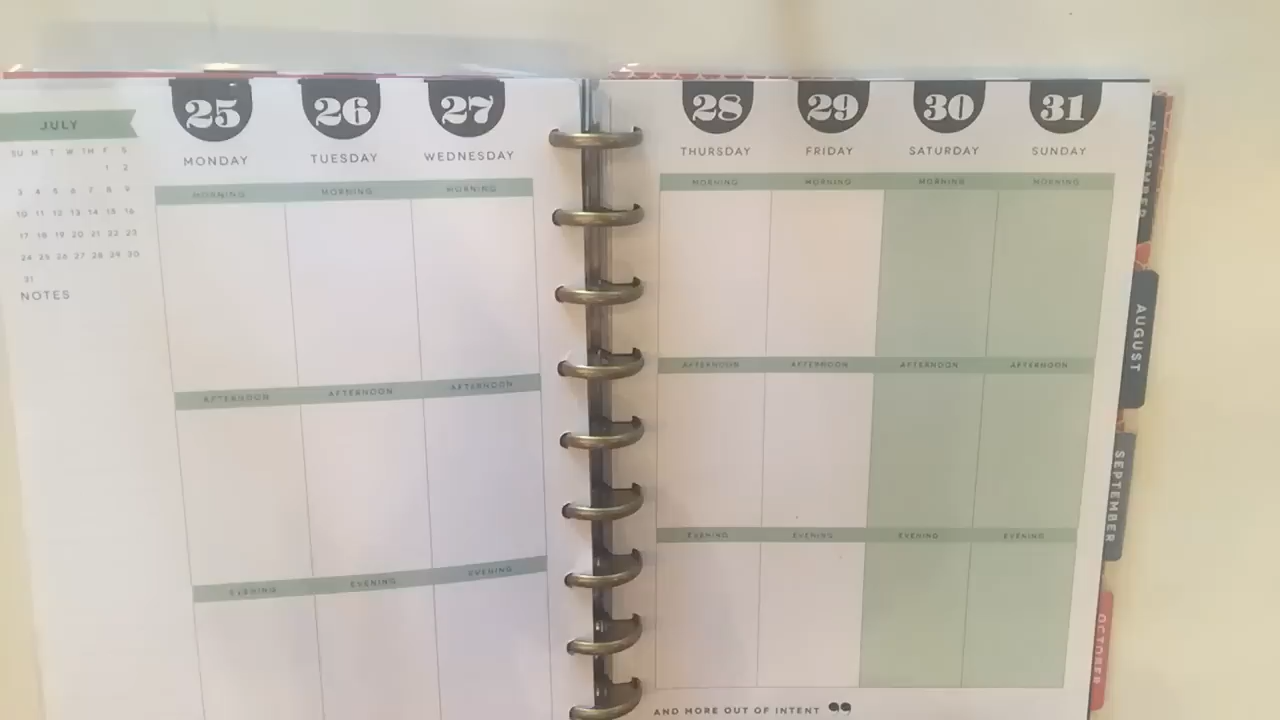 JULY
SU M T W TH F S
1 2
3 4 5 6 7 8 9
10 11 12 13 14 15 16
17 18 19 20 21 22 23
24 25 26 27 28 29 30
31
NOTES
25 26 27
MONDAY TUESDAY WEDNESDAY
MORNING MORNING MORNING
AFTERNOON AFTERNOON AFTERNOON
EVENING EVENING EVENING
28 29 30 31
THURSDAY FRIDAY SATURDAY SUNDAY
MORNING MORNING MORNING MORNING
AFTERNOON AFTERNOON AFTERNOON AFTERNOON
EVENING EVENING EVENING EVENING
AND MORE OUT OF INTENT ❞
NOVEMBER
AUGUST
SEPTEMBER
OCTOBER